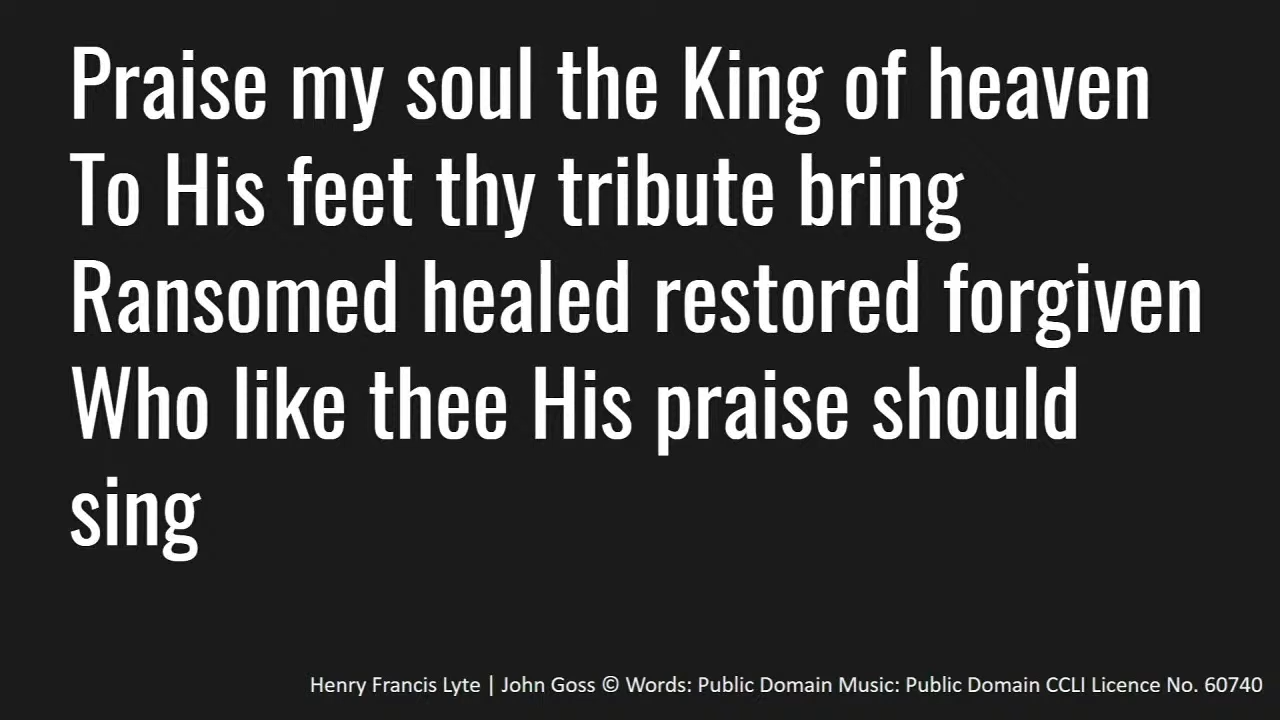 Praise my soul the King of heaven
To His feet thy tribute bring
Ransomed healed restored forgiven
Who like thee His praise should
sing
Henry Francis Lyte | John Goss © Words: Public Domain Music: Public Domain CCLI Licence No. 60740